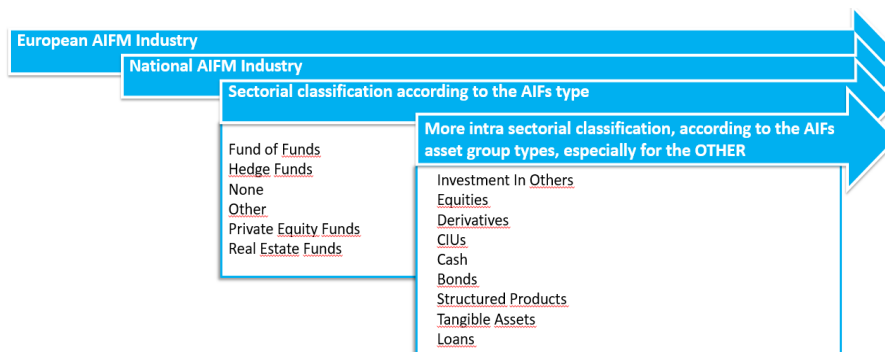 European AIFM Industry
National AIFM Industry
Sectorial classification according to the AIFs type
More intra sectorial classification, according to the AIFs
asset group types, especially for the OTHER
Fund of Funds
Hedge Funds
None
Other
Private Equity Funds
Real Estate Funds
Investment In Others
Equities
Derivatives
CIUs
Cash
Bonds
Structured Products
Tangible Assets
Loans